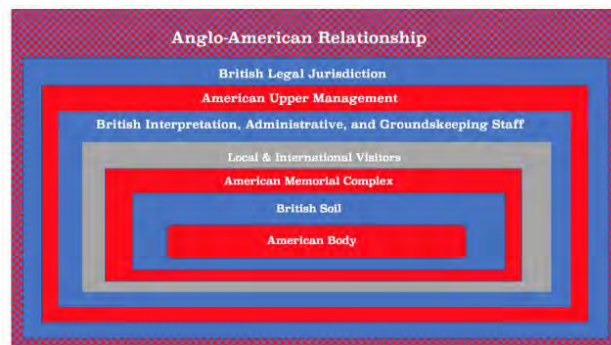 Anglo-American Relationship
British Legal Jurisdiction
American Upper Management
British Interpretation, Administrative, and Groundskeeping Staff
Local & International Visitors
American Memorial Complex
British Soil
American Body